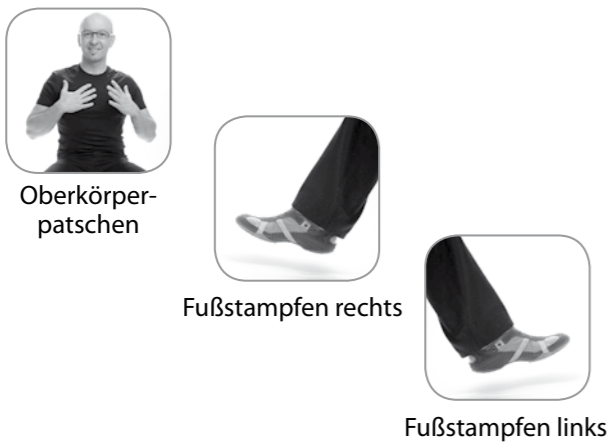 Oberkörper-
patschen
Fußstampfen rechts
Fußstampfen links